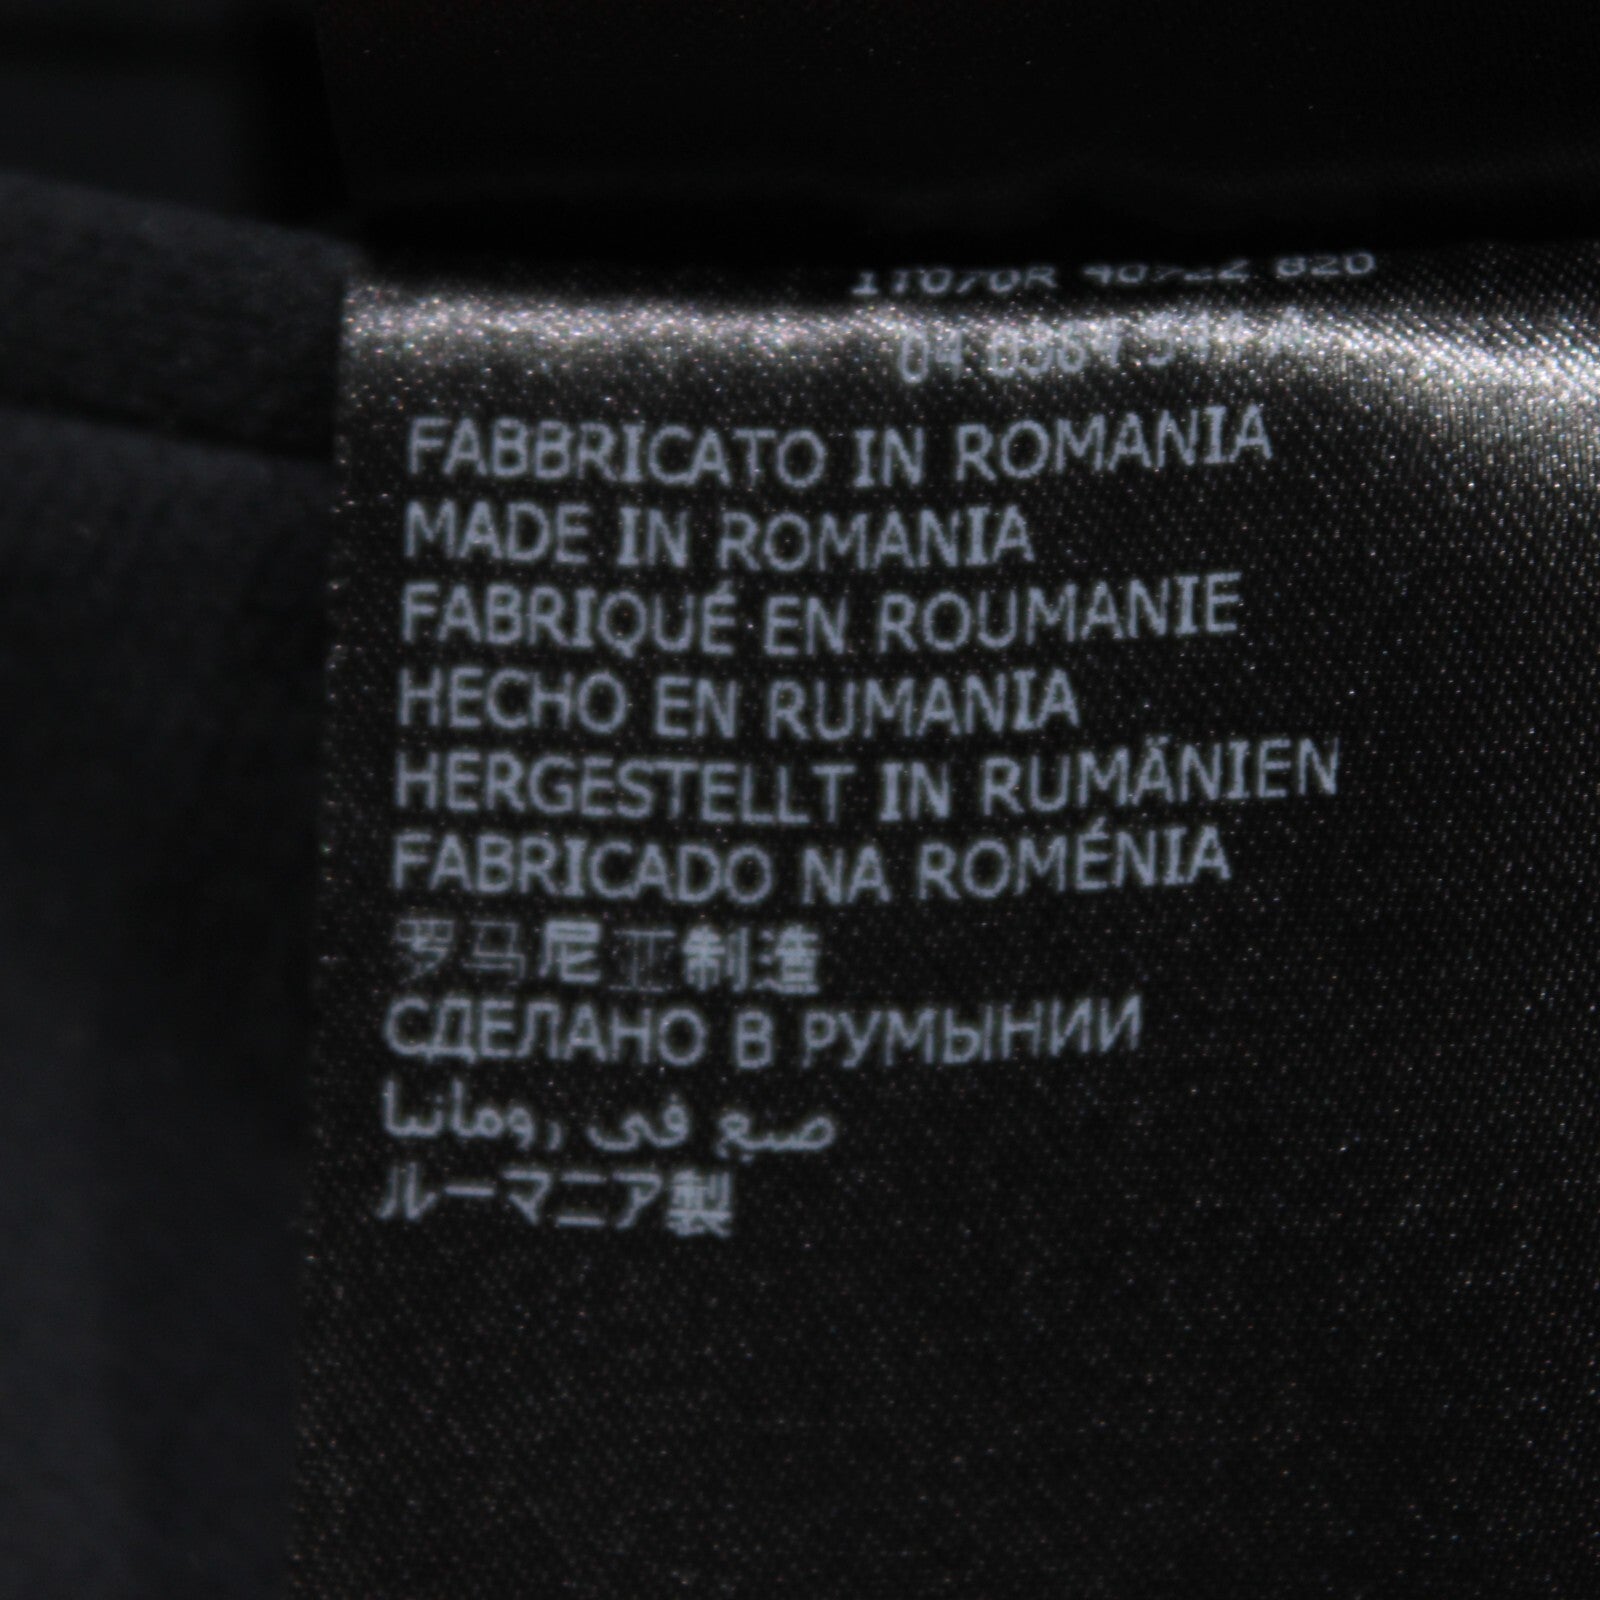 FABBRICATO IN ROMANIA
MADE IN ROMANIA
FABRIQUÉ EN ROUMANIE
HECHO EN RUMANIA
HERGESTELLT IN RUMÄNIEN
FABRICADO NA ROMÉNIA
罗马尼亚制造
СДЕЛАНО В РУМЫНИИ
صنع في رومانيا
ルーマニア製